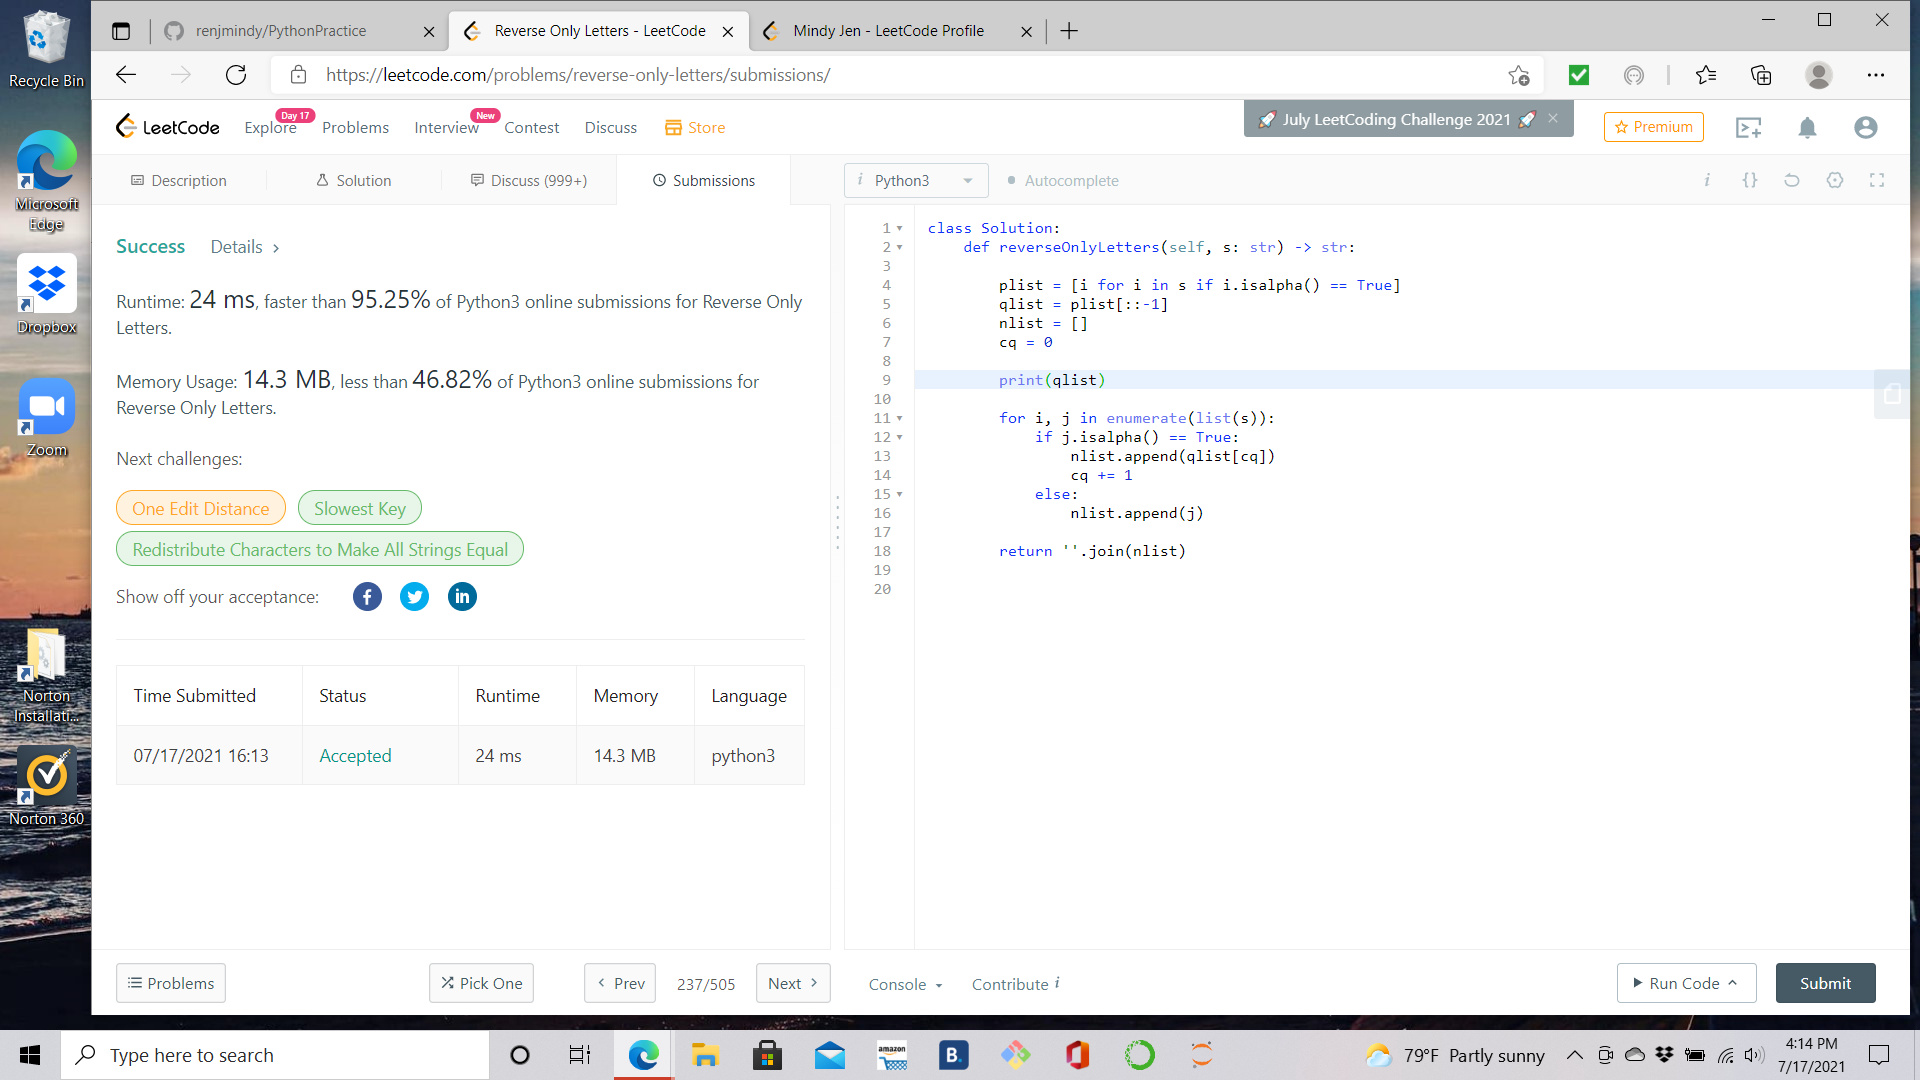 Recycle Bin
Microsoft
Edge
Dropbox
Zoom
Norton
Installati...
Norton 360
renjmindy/PythonPractice
Reverse Only Letters - LeetCode
Mindy Jen - LeetCode Profile
https://leetcode.com/problems/reverse-only-letters/submissions/
LeetCode
Explore
Day 17
Problems
Interview
New
Contest
Discuss
Store
🚀 July LeetCoding Challenge 2021 🚀
Premium
Description
Solution
Discuss (999+)
Submissions
Success
Details >
Runtime: 24 ms, faster than 95.25% of Python3 online submissions for Reverse Only
Letters.
Memory Usage: 14.3 MB, less than 46.82% of Python3 online submissions for
Reverse Only Letters.
Next challenges:
One Edit Distance
Slowest Key
Redistribute Characters to Make All Strings Equal
Show off your acceptance:
Time Submitted Status Runtime Memory Language
07/17/2021 16:13 Accepted 24 ms 14.3 MB python3
Problems
Pick One
< Prev
237/505
Next >
i Python3
Autocomplete
1 class Solution:
2     def reverseOnlyLetters(self, s: str) -> str:
3
4         plist = [i for i in s if i.isalpha() == True]
5         qlist = plist[::-1]
6         nlist = []
7         cq = 0
8
9         print(qlist)
10
11         for i, j in enumerate(list(s)):
12             if j.isalpha() == True:
13                 nlist.append(qlist[cq])
14                 cq += 1
15             else:
16                 nlist.append(j)
17
18         return ''.join(nlist)
19
20
Console
Contribute i
Run Code
Submit
Type here to search
amazon
B.
79°F Partly sunny
4:14 PM
7/17/2021